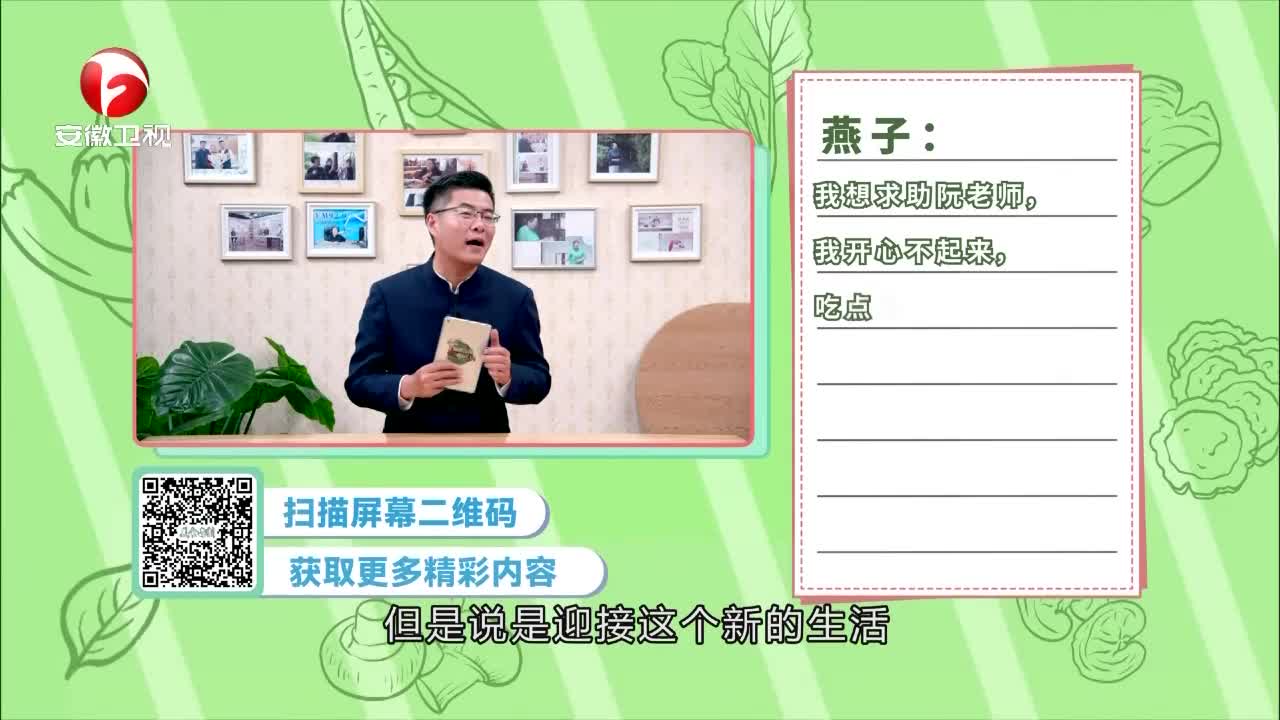 安徽卫视
燕子：
我想求助阮老师，
我开心不起来，
吃点
扫描屏幕二维码
获取更多精彩内容
但是说是迎接这个新的生活